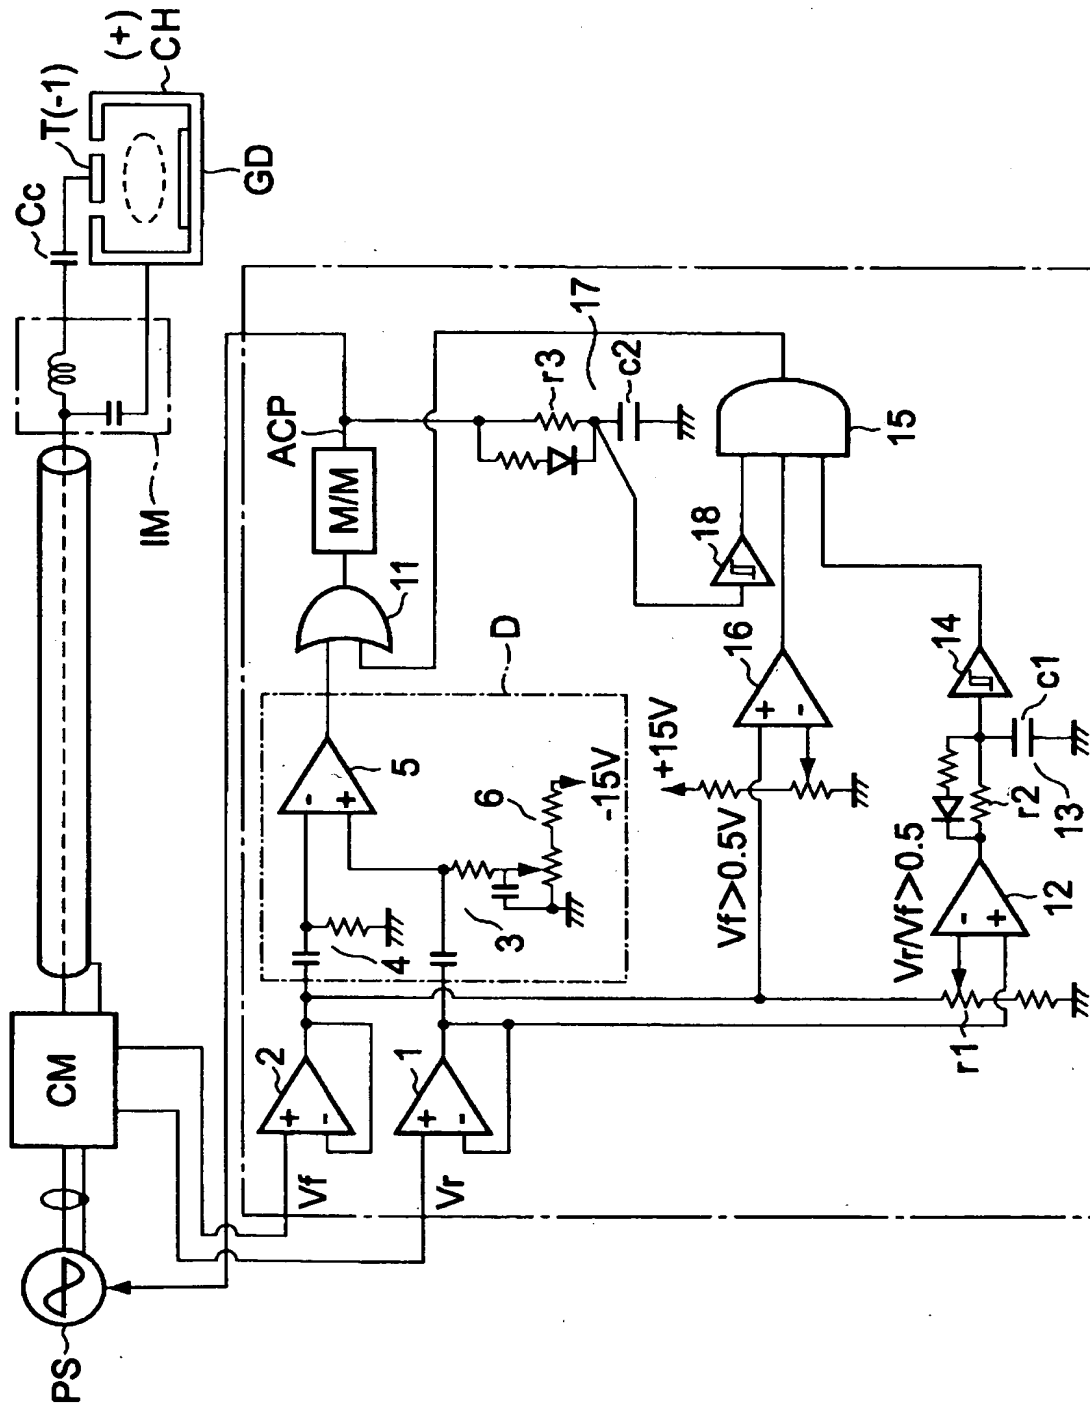 PS
CM
IM
Cc
T(-1)
(+)
CH
GD
Vf
Vr
2
+
-
1
+
-
4
3
5
-
+
6
-15V
D
11
M/M
ACP
r3
17
c2
+15V
Vf>0.5V
16
+
-
18
15
r1
Vr/Vf>0.5
12
-
+
r2
13
c1
14